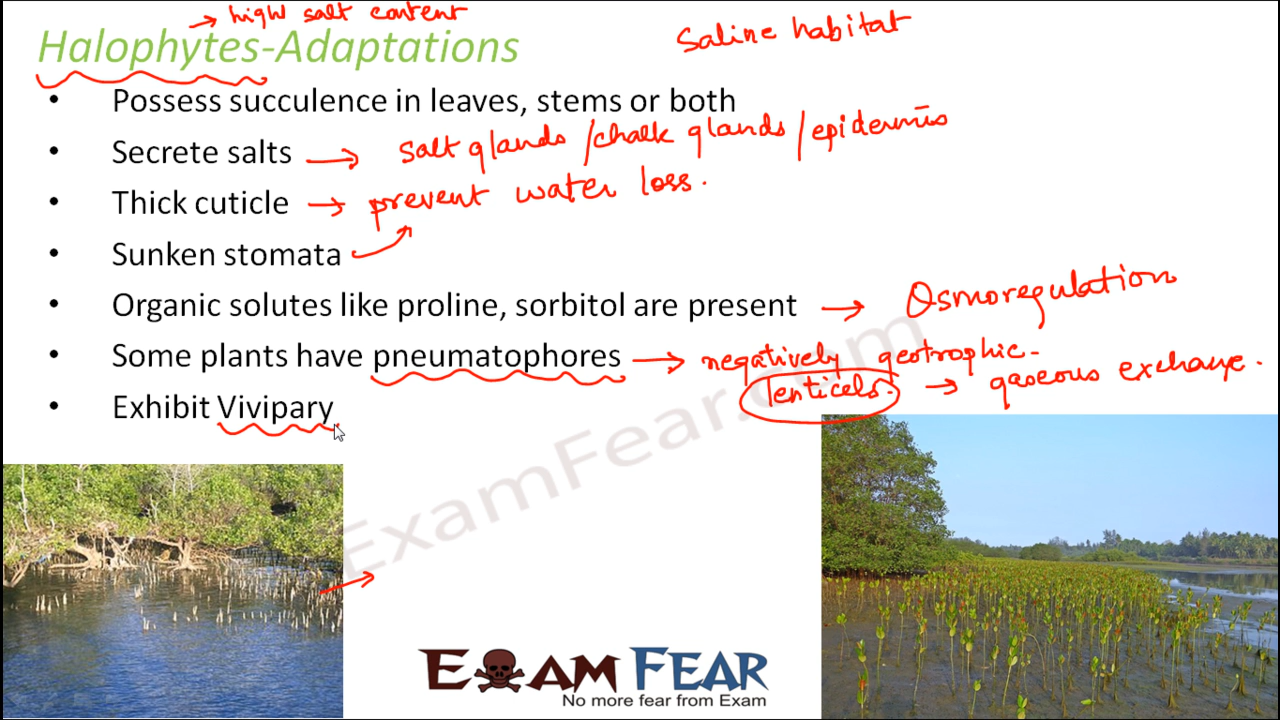 → high salt content
Halophytes-Adaptations
Saline habitat
• Possess succulence in leaves, stems or both
• Secrete salts → salt glands / chalk glands / epidermis
• Thick cuticle → prevent water loss.
• Sunken stomata
• Organic solutes like proline, sorbitol are present → Osmoregulation
• Some plants have pneumatophores → negatively geotrophic.
lenticels. → gaseous exchange.
• Exhibit Vivipary
ExamFear.com
EXAM FEAR
No more fear from Exam